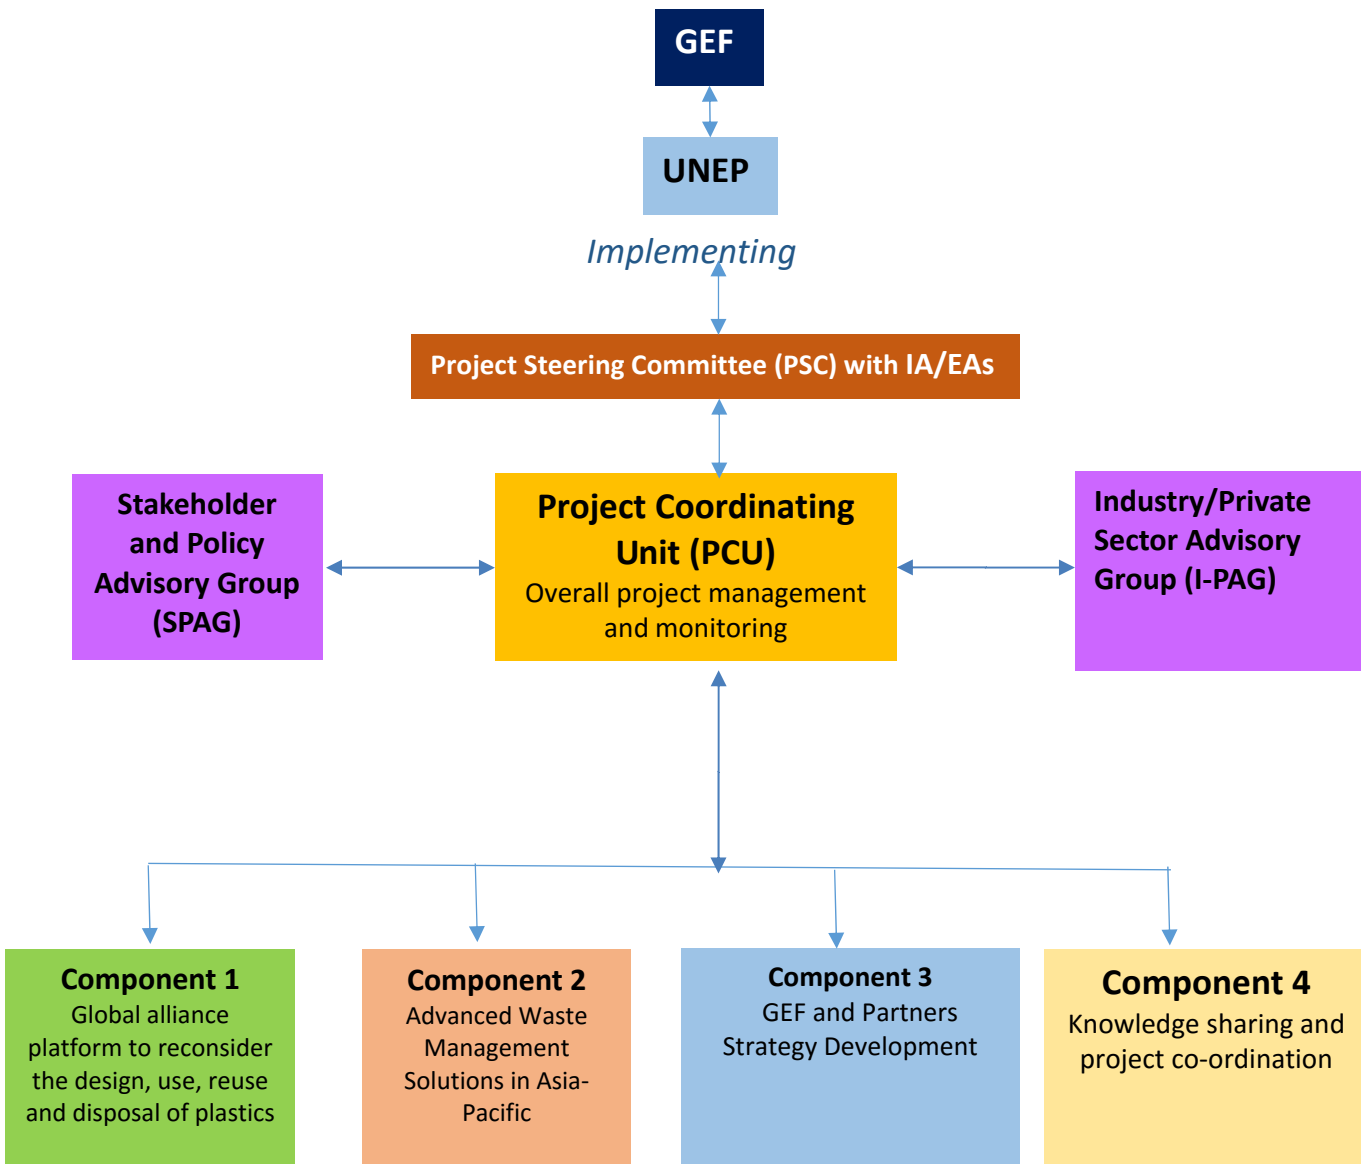 GEF
UNEP
Implementing
Project Steering Committee (PSC) with IA/EAs
Stakeholder
and Policy
Advisory Group
(SPAG)
Project Coordinating
Unit (PCU)
Overall project management
and monitoring
Industry/Private
Sector Advisory
Group (I-PAG)
Component 1
Global alliance
platform to reconsider
the design, use, reuse
and disposal of plastics
Component 2
Advanced Waste
Management
Solutions in Asia-
Pacific
Component 3
GEF and Partners
Strategy Development
Component 4
Knowledge sharing and
project co-ordination